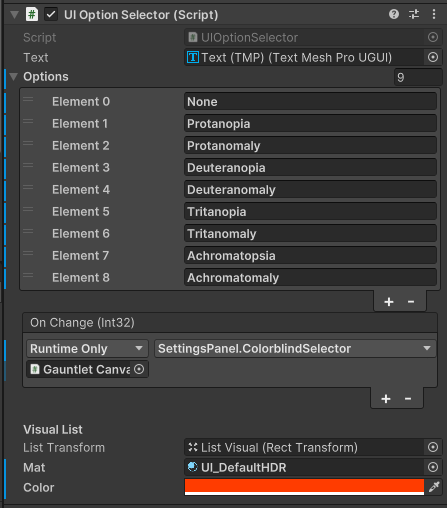 UI Option Selector (Script)
Script UIOptionSelector
Text Text (TMP) (Text Mesh Pro UGUI)
Options 9
Element 0 None
Element 1 Protanopia
Element 2 Protanomaly
Element 3 Deuteranopia
Element 4 Deuteranomaly
Element 5 Tritanopia
Element 6 Tritanomaly
Element 7 Achromatopsia
Element 8 Achromatomaly
+ -
On Change (Int32)
Runtime Only SettingsPanel.ColorblindSelector
Gauntlet Canva
+ -
Visual List
List Transform List Visual (Rect Transform)
Mat UI_DefaultHDR
Color